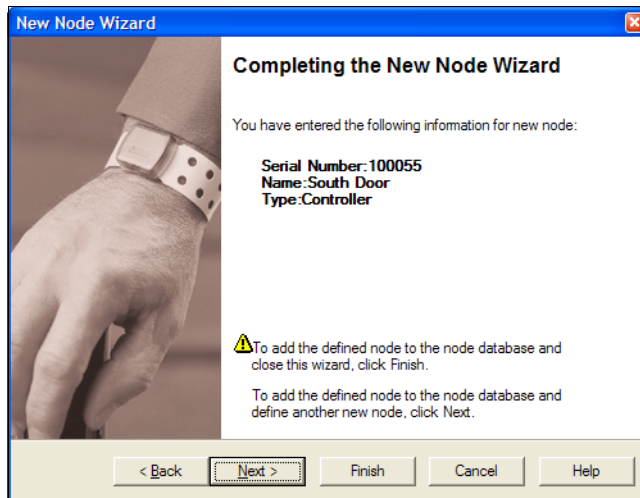 New Node Wizard
Completing the New Node Wizard
You have entered the following information for new node:
Serial Number:100055
Name:South Door
Type:Controller
To add the defined node to the node database and
close this wizard, click Finish.
To add the defined node to the node database and
define another new node, click Next.
< Back Next > Finish Cancel Help